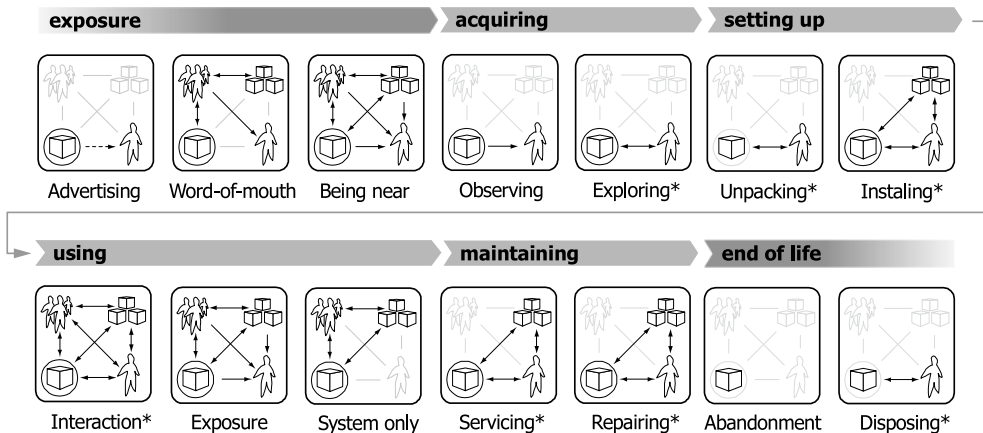 exposure acquiring setting up
Advertising Word-of-mouth Being near Observing Exploring* Unpacking* Instaling*
using maintaining end of life
Interaction* Exposure System only Servicing* Repairing* Abandonment Disposing*